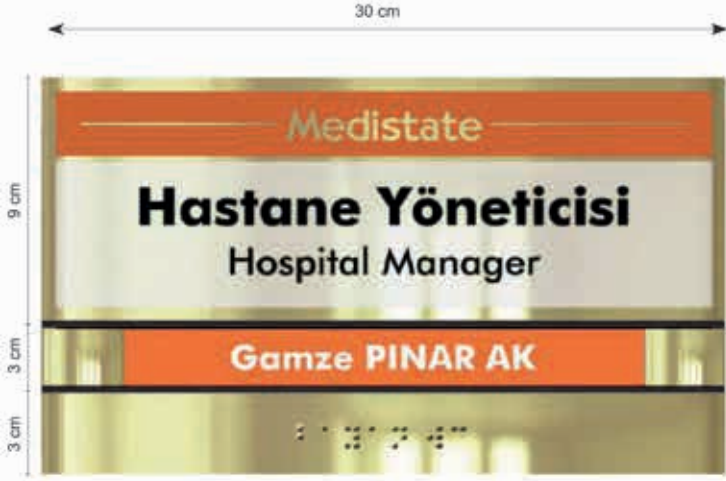 30 cm
Medistate
9 cm
Hastane Yöneticisi
Hospital Manager
3 cm
Gamze PINAR AK
3 cm